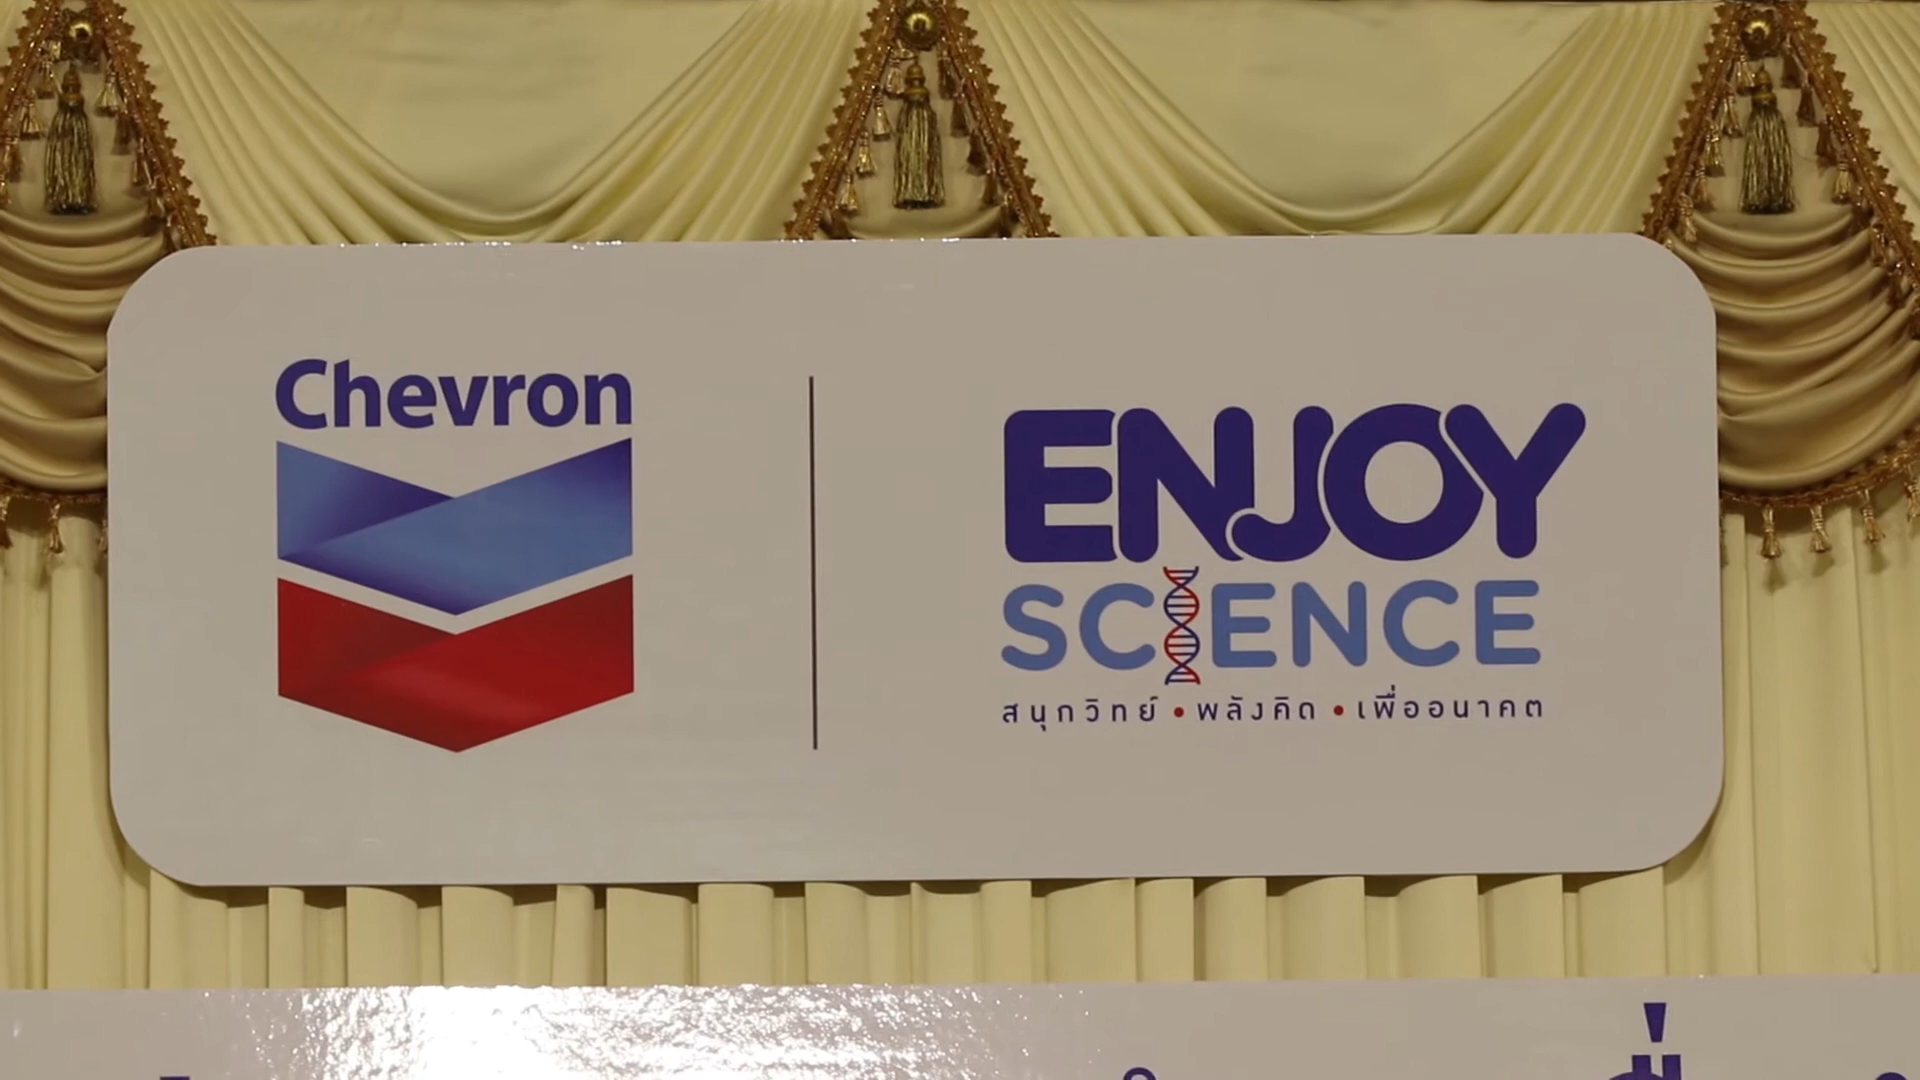 Chevron
ENJOY
SCIENCE
สนุกวิทย์ • พลังคิด • เพื่ออนาคต